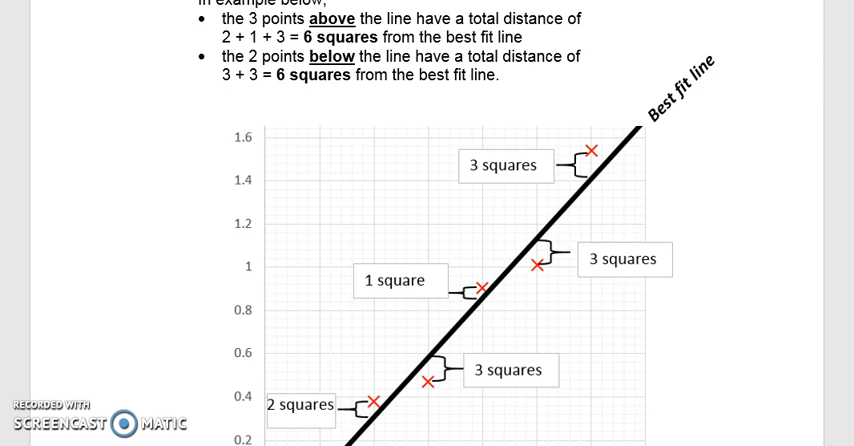 In example below,
• the 3 points above the line have a total distance of
2 + 1 + 3 = 6 squares from the best fit line
• the 2 points below the line have a total distance of
3 + 3 = 6 squares from the best fit line.
Best fit line
1.6
3 squares
1.4
1.2
3 squares
1
1 square
0.8
0.6
3 squares
0.4
2 squares
0.2
RECORDED WITH
SCREENCAST MATIC